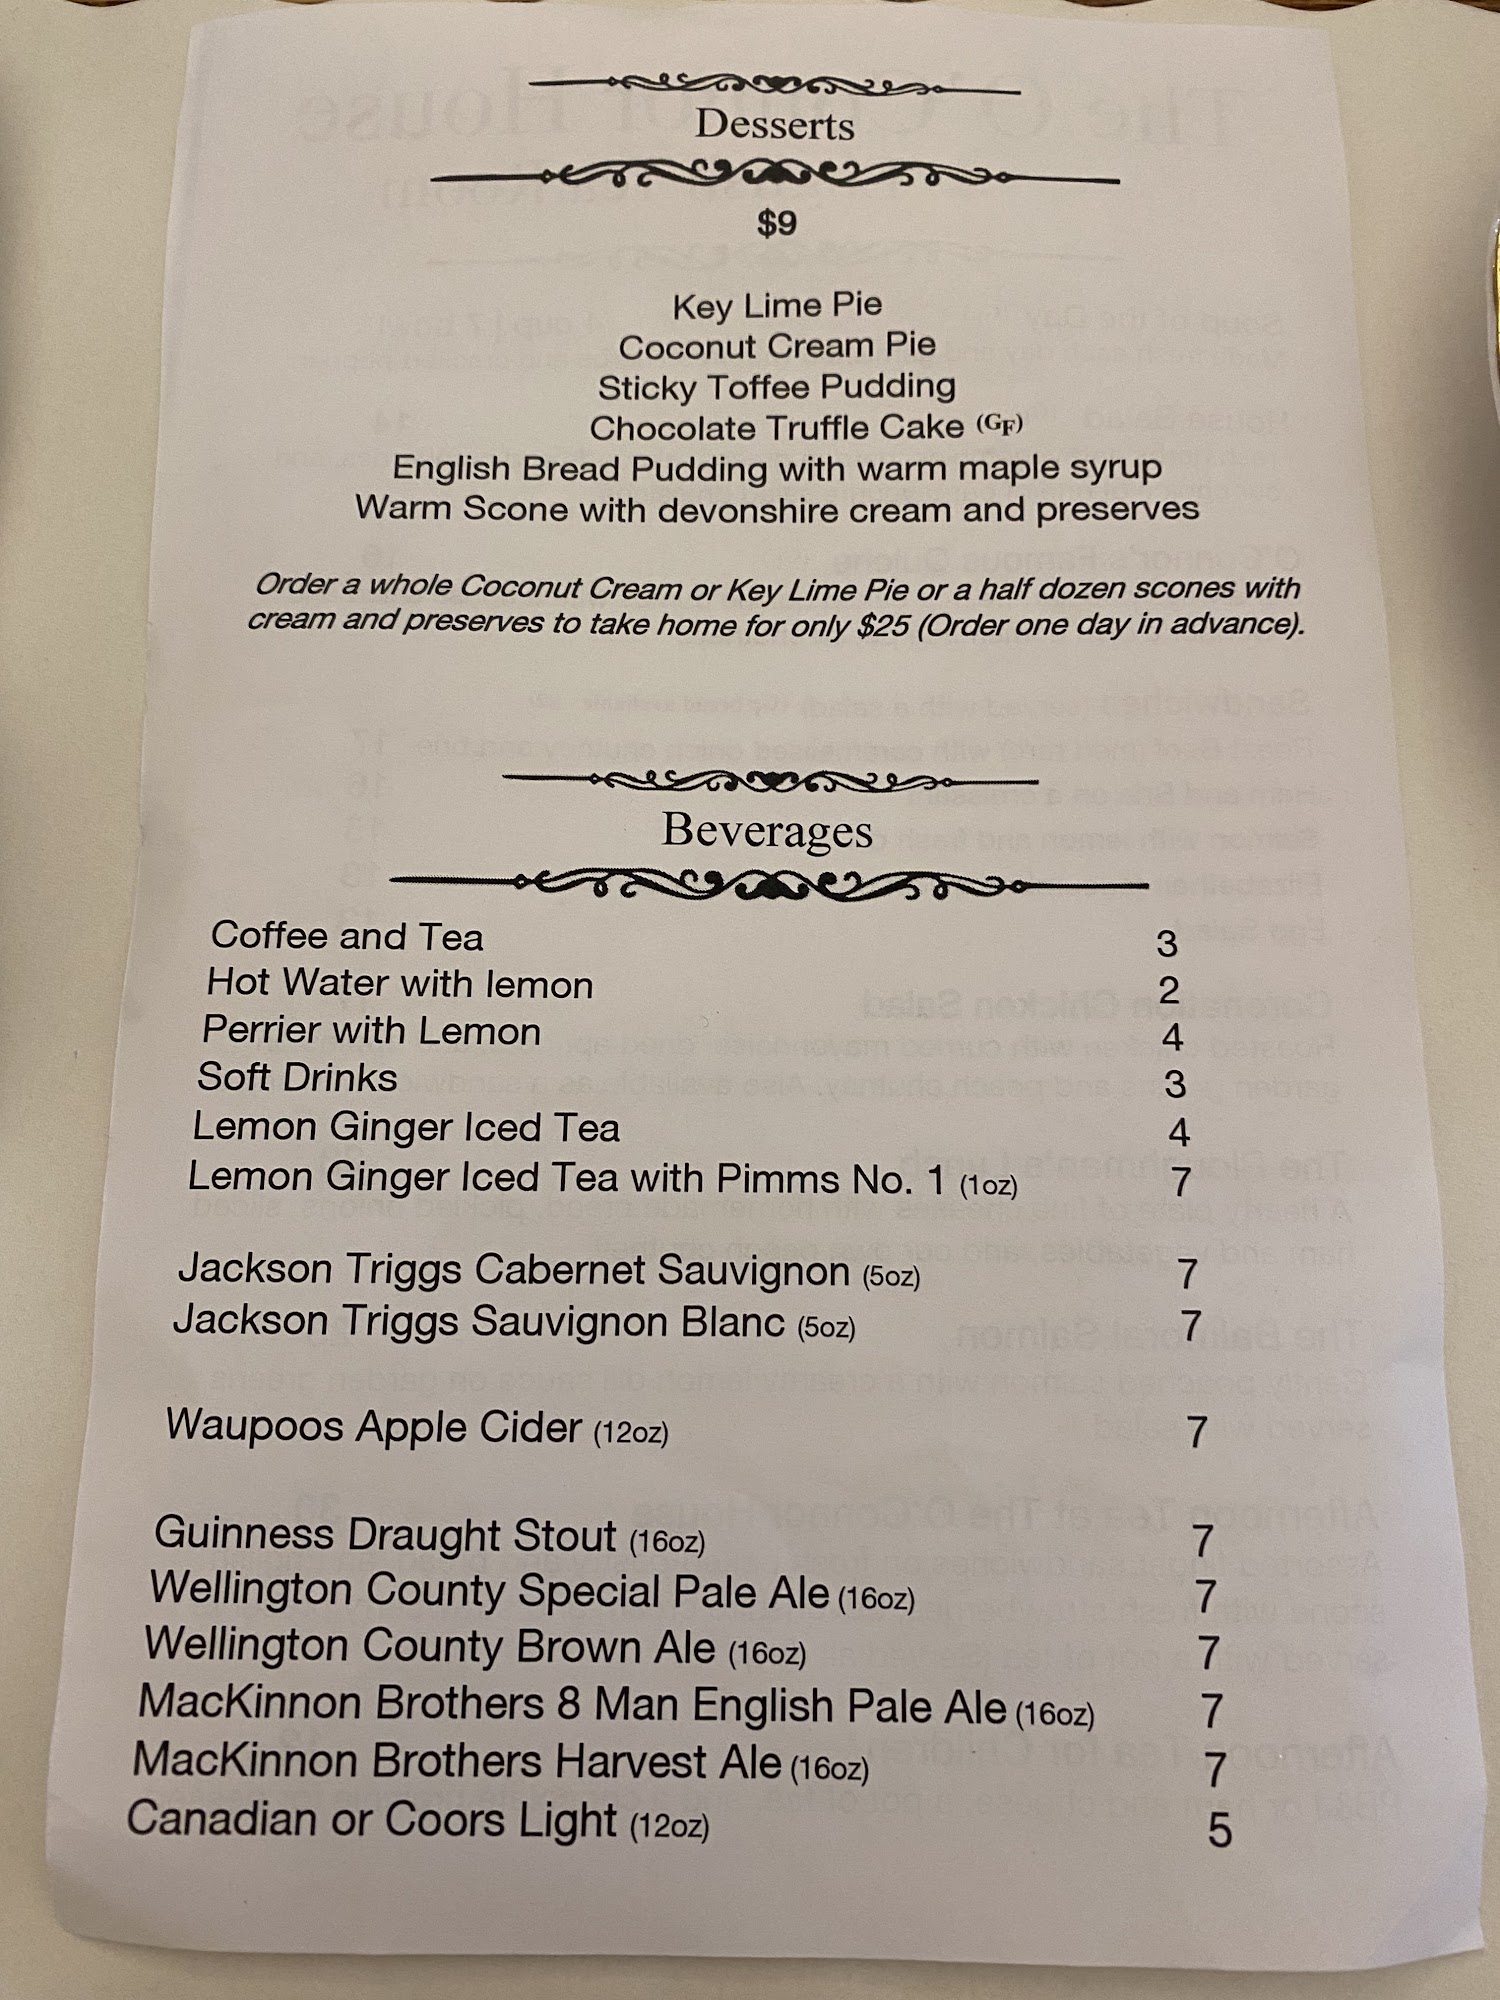 Desserts
$9
Key Lime Pie
Coconut Cream Pie
Sticky Toffee Pudding
Chocolate Truffle Cake (GF)
English Bread Pudding with warm maple syrup
Warm Scone with devonshire cream and preserves
Order a whole Coconut Cream or Key Lime Pie or a half dozen scones with
cream and preserves to take home for only $25 (Order one day in advance).
Beverages
Coffee and Tea 3
Hot Water with lemon 2
Perrier with Lemon 4
Soft Drinks 3
Lemon Ginger Iced Tea 4
Lemon Ginger Iced Tea with Pimms No. 1 (1oz) 7
Jackson Triggs Cabernet Sauvignon (5oz) 7
Jackson Triggs Sauvignon Blanc (5oz) 7
Waupoos Apple Cider (12oz) 7
Guinness Draught Stout (16oz) 7
Wellington County Special Pale Ale (16oz) 7
Wellington County Brown Ale (16oz) 7
MacKinnon Brothers 8 Man English Pale Ale (16oz) 7
MacKinnon Brothers Harvest Ale (16oz) 7
Canadian or Coors Light (12oz) 5